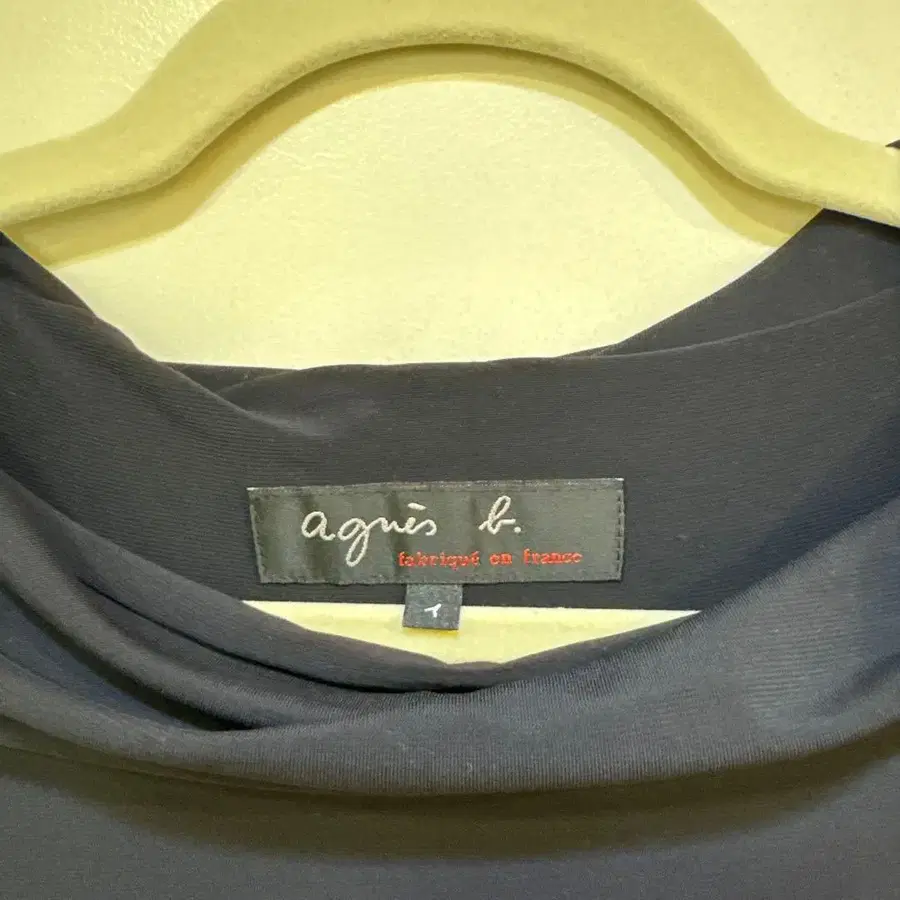 agnès b.
fabriqué en france
1